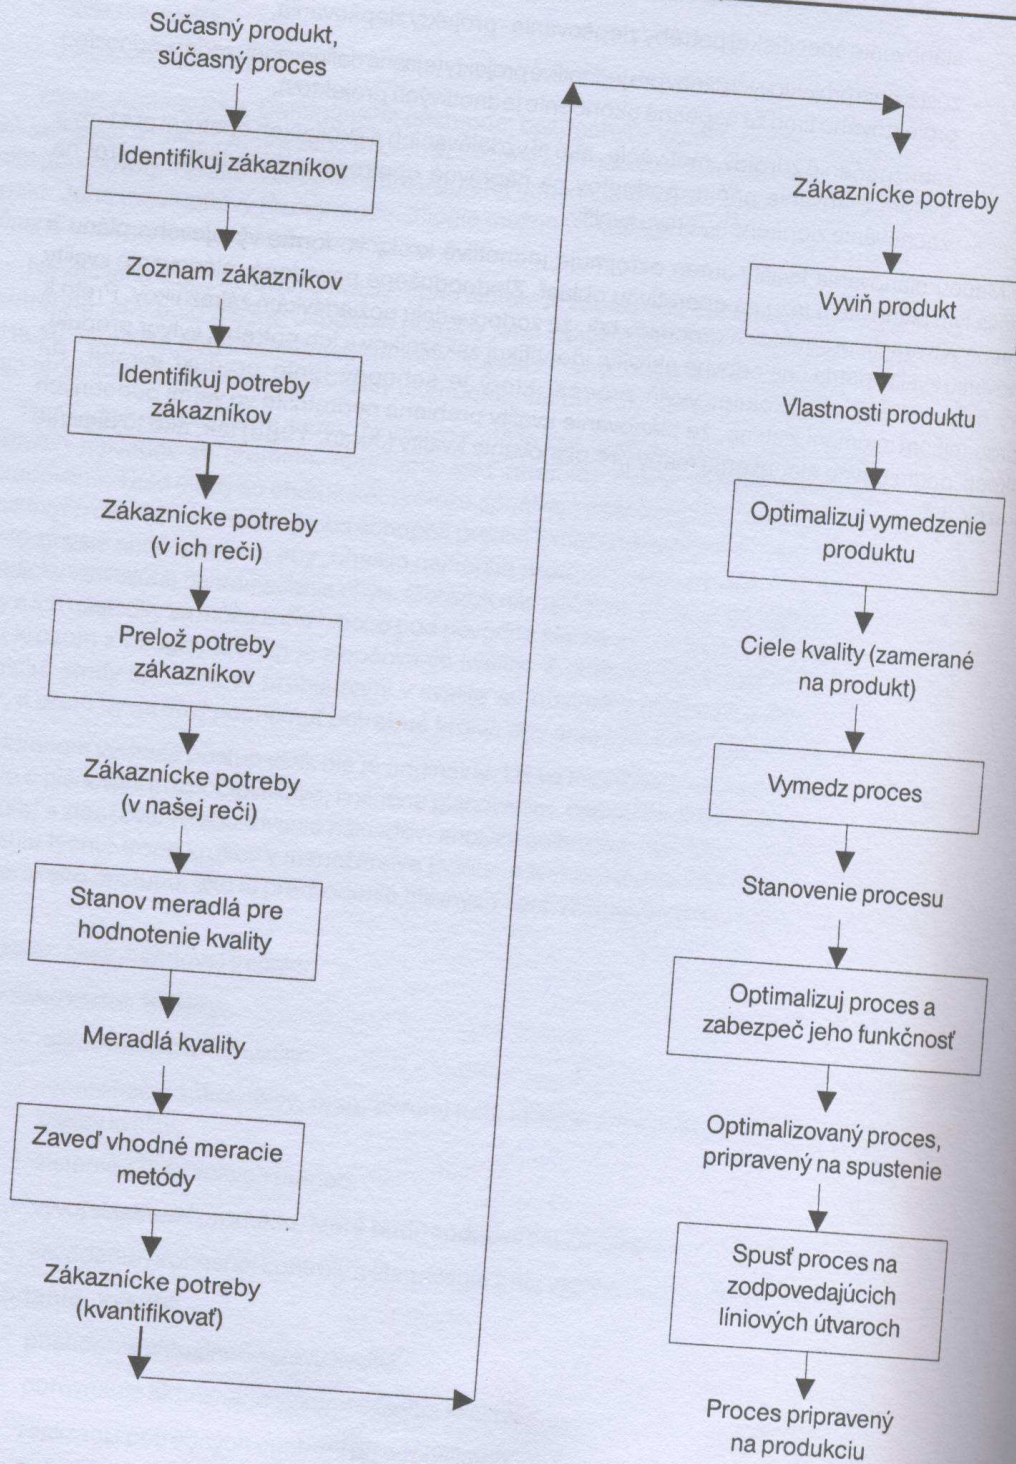 Súčasný produkt,
súčasný proces
Identifikuj zákazníkov
Zoznam zákazníkov
Identifikuj potreby
zákazníkov
Zákaznícke potreby
(v ich reči)
Prelož potreby
zákazníkov
Zákaznícke potreby
(v našej reči)
Stanov meradlá pre
hodnotenie kvality
Meradlá kvality
Zaveď vhodné meracie
metódy
Zákaznícke potreby
(kvantifikovať)
Zákaznícke potreby
Vyviň produkt
Vlastnosti produktu
Optimalizuj vymedzenie
produktu
Ciele kvality (zamerané
na produkt)
Vymedz proces
Stanovenie procesu
Optimalizuj proces a
zabezpeč jeho funkčnosť
Optimalizovaný proces,
pripravený na spustenie
Spusť proces na
zodpovedajúcich
líniových útvaroch
Proces pripravený
na produkciu